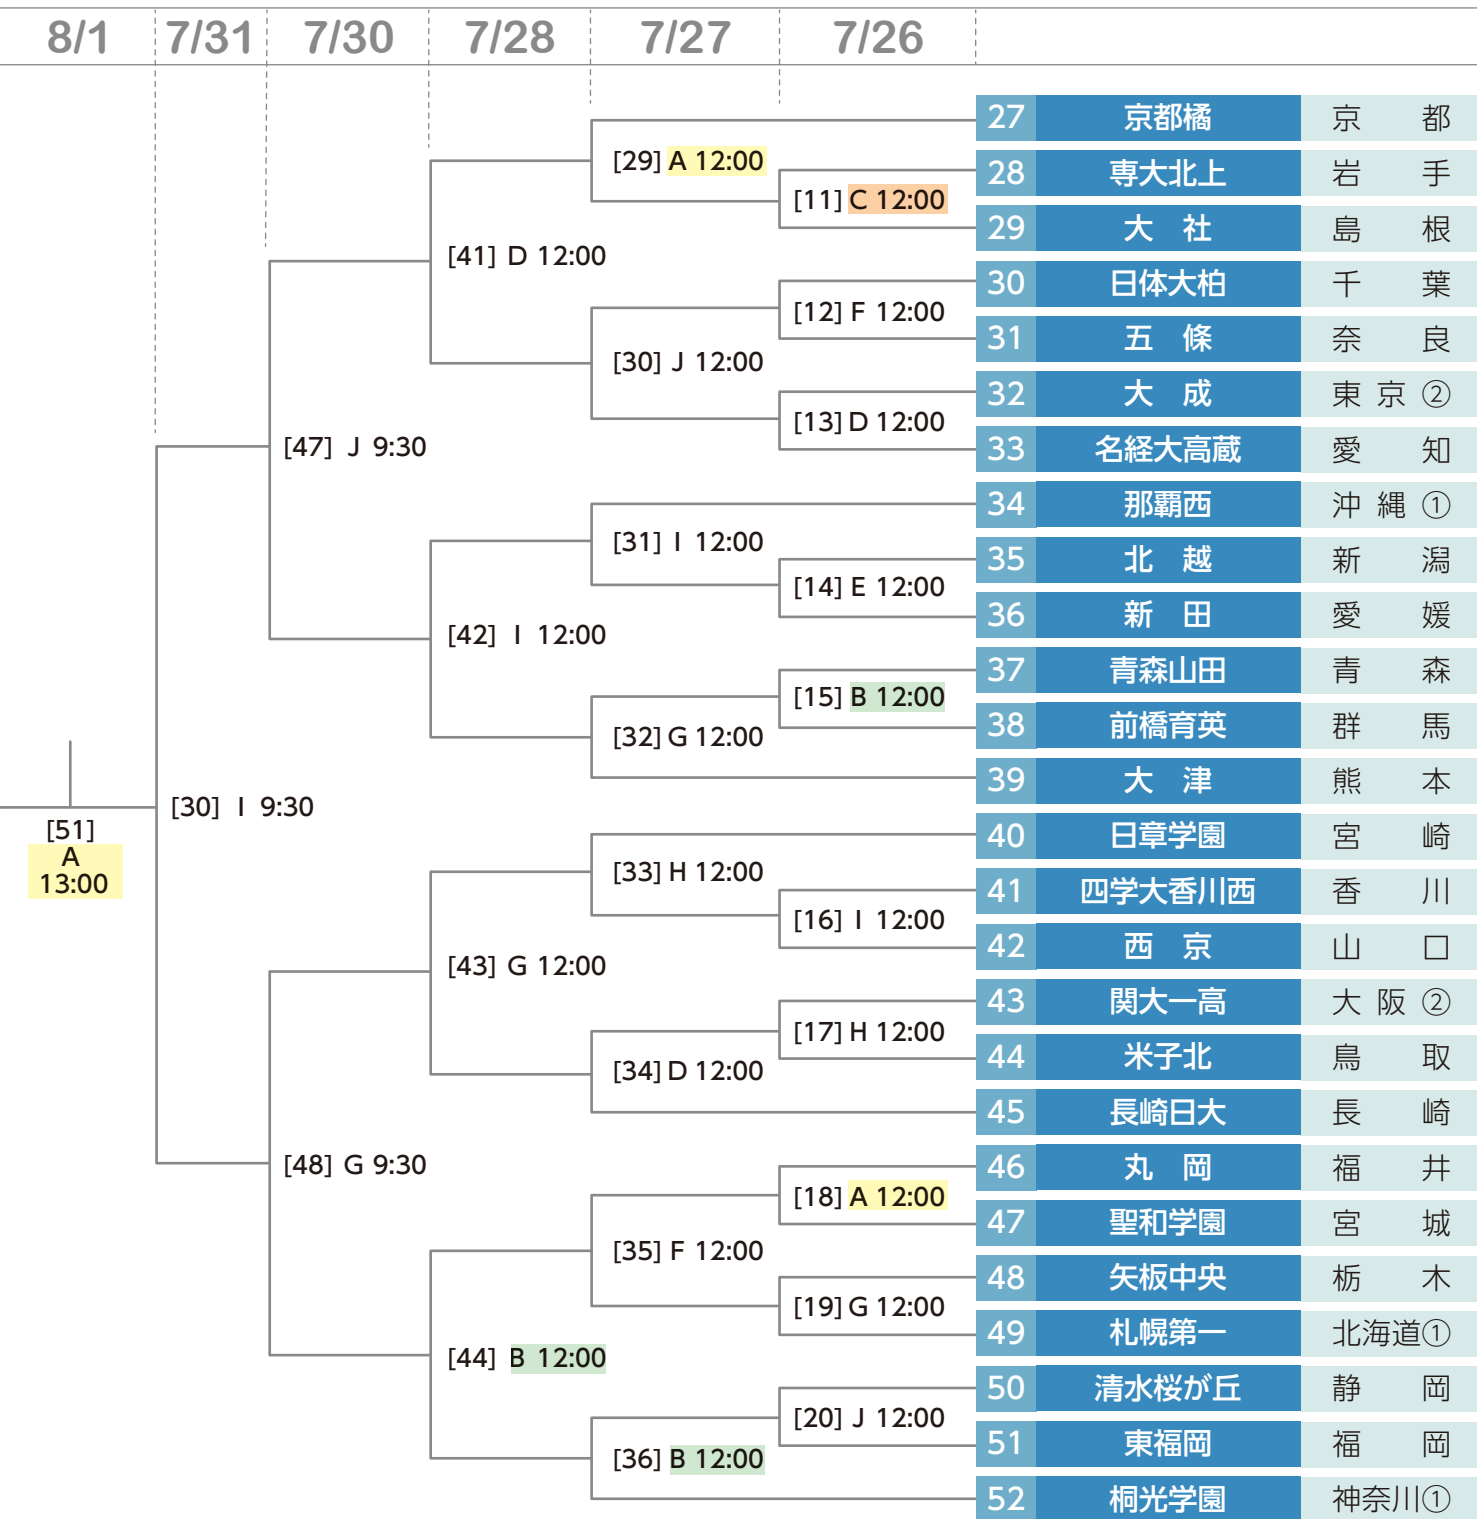 8/1 7/31 7/30 7/28 7/27 7/26
27 京都橘 京都
[29] A 12:00
28 専大北上 岩手
[11] C 12:00
29 大社 島根
[41] D 12:00
30 日体大柏 千葉
[12] F 12:00
31 五條 奈良
[30] J 12:00
32 大成 東京②
[13] D 12:00
33 名経大高蔵 愛知
[47] J 9:30
34 那覇西 沖縄①
[31] I 12:00
35 北越 新潟
[14] E 12:00
36 新田 愛媛
[42] I 12:00
37 青森山田 青森
[15] B 12:00
38 前橋育英 群馬
[32] G 12:00
39 大津 熊本
[30] I 9:30
[51]
A
13:00
40 日章学園 宮崎
[33] H 12:00
41 四学大香川西 香川
[16] I 12:00
42 西京 山口
[43] G 12:00
43 関大一高 大阪②
[17] H 12:00
44 米子北 鳥取
[34] D 12:00
45 長崎日大 長崎
[48] G 9:30
46 丸岡 福井
[18] A 12:00
47 聖和学園 宮城
[35] F 12:00
48 矢板中央 栃木
[19] G 12:00
49 札幌第一 北海道①
[44] B 12:00
50 清水桜が丘 静岡
[20] J 12:00
51 東福岡 福岡
[36] B 12:00
52 桐光学園 神奈川①